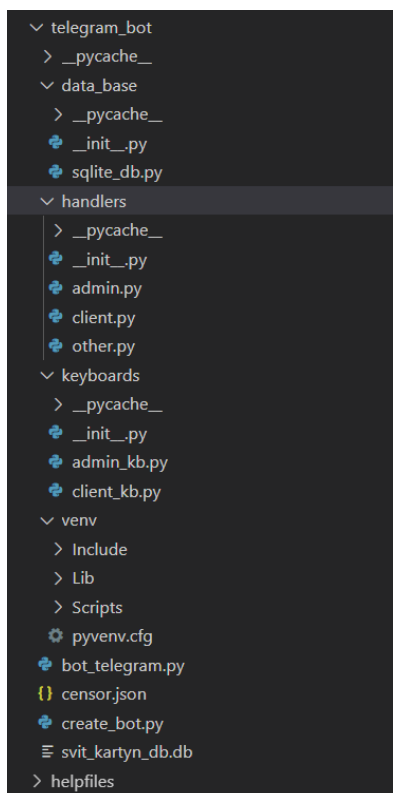 telegram_bot
__pycache__
data_base
__pycache__
__init__.py
sqlite_db.py
handlers
__pycache__
__init__.py
admin.py
client.py
other.py
keyboards
__pycache__
__init__.py
admin_kb.py
client_kb.py
venv
Include
Lib
Scripts
pyvenv.cfg
bot_telegram.py
censor.json
create_bot.py
svit_kartyn_db.db
helpfiles